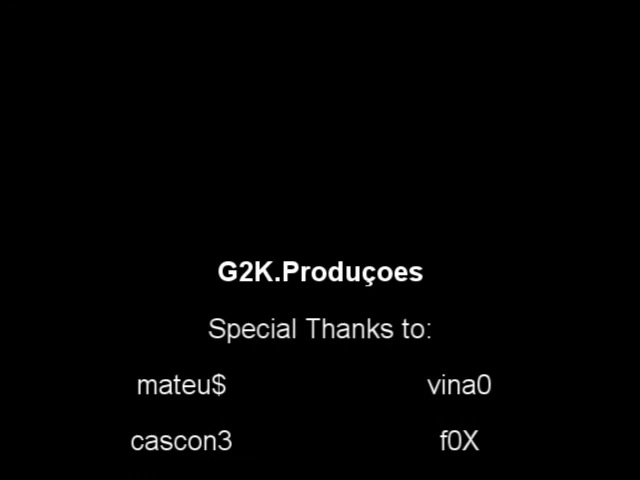 G2K.Produçoes
Special Thanks to:
mateu$ vina0
cascon3 f0X